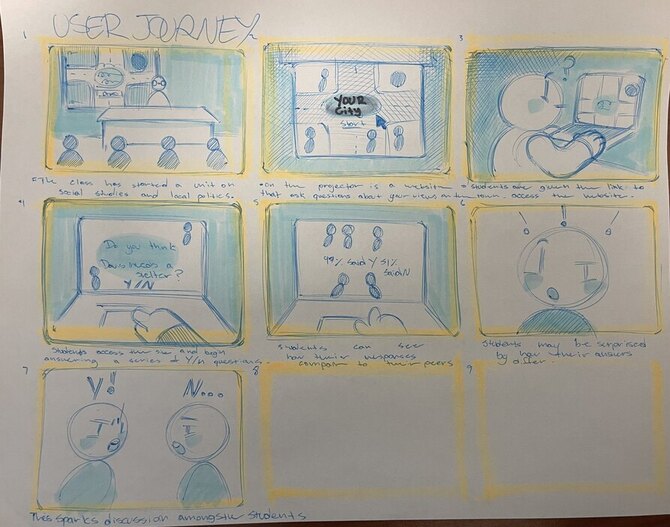 USER JOURNEY
1
2
3
The class has started a unit on
social studies and local politics.
YOUR
CITY
Start
on the projector is a website
that ask questions about your views on the town.
?
students are given the link to
access the website.
4
Do you think
Davis needs a
shelter?
Y/N
Students access the site and begin
answering a series of Y/N questions
5
49% said Y 51%
said N
students can see
how their responses
compair to their peers
6
! ! !
Students may be surprised
by how their answers
differ.
7
Y!
N...
This sparks discussion amongste students
8
9